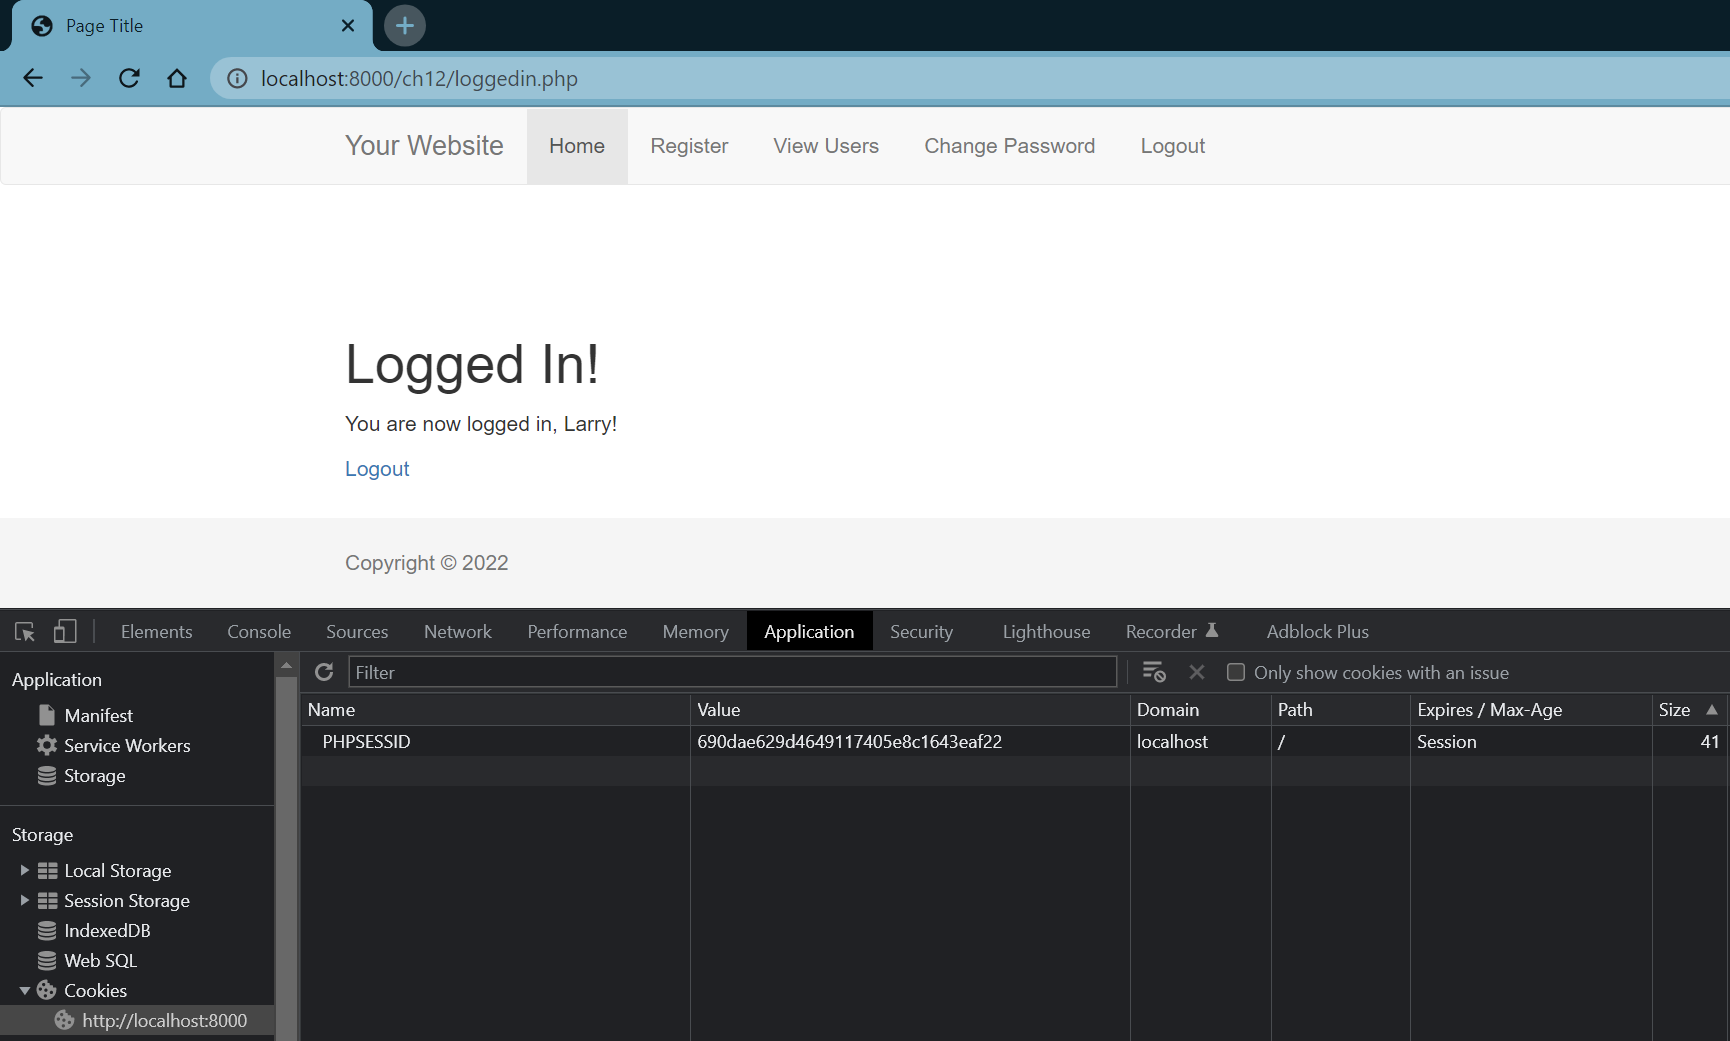 Page Title
localhost:8000/ch12/loggedin.php
Your Website Home Register View Users Change Password Logout
Logged In!
You are now logged in, Larry!
Logout
Copyright © 2022
Elements Console Sources Network Performance Memory Application Security Lighthouse Recorder Adblock Plus
Application
Manifest
Service Workers
Storage
Storage
Local Storage
Session Storage
IndexedDB
Web SQL
Cookies
http://localhost:8000
Filter Only show cookies with an issue
Name Value Domain Path Expires / Max-Age Size
PHPSESSID 690dae629d4649117405e8c1643eaf22 localhost / Session 41